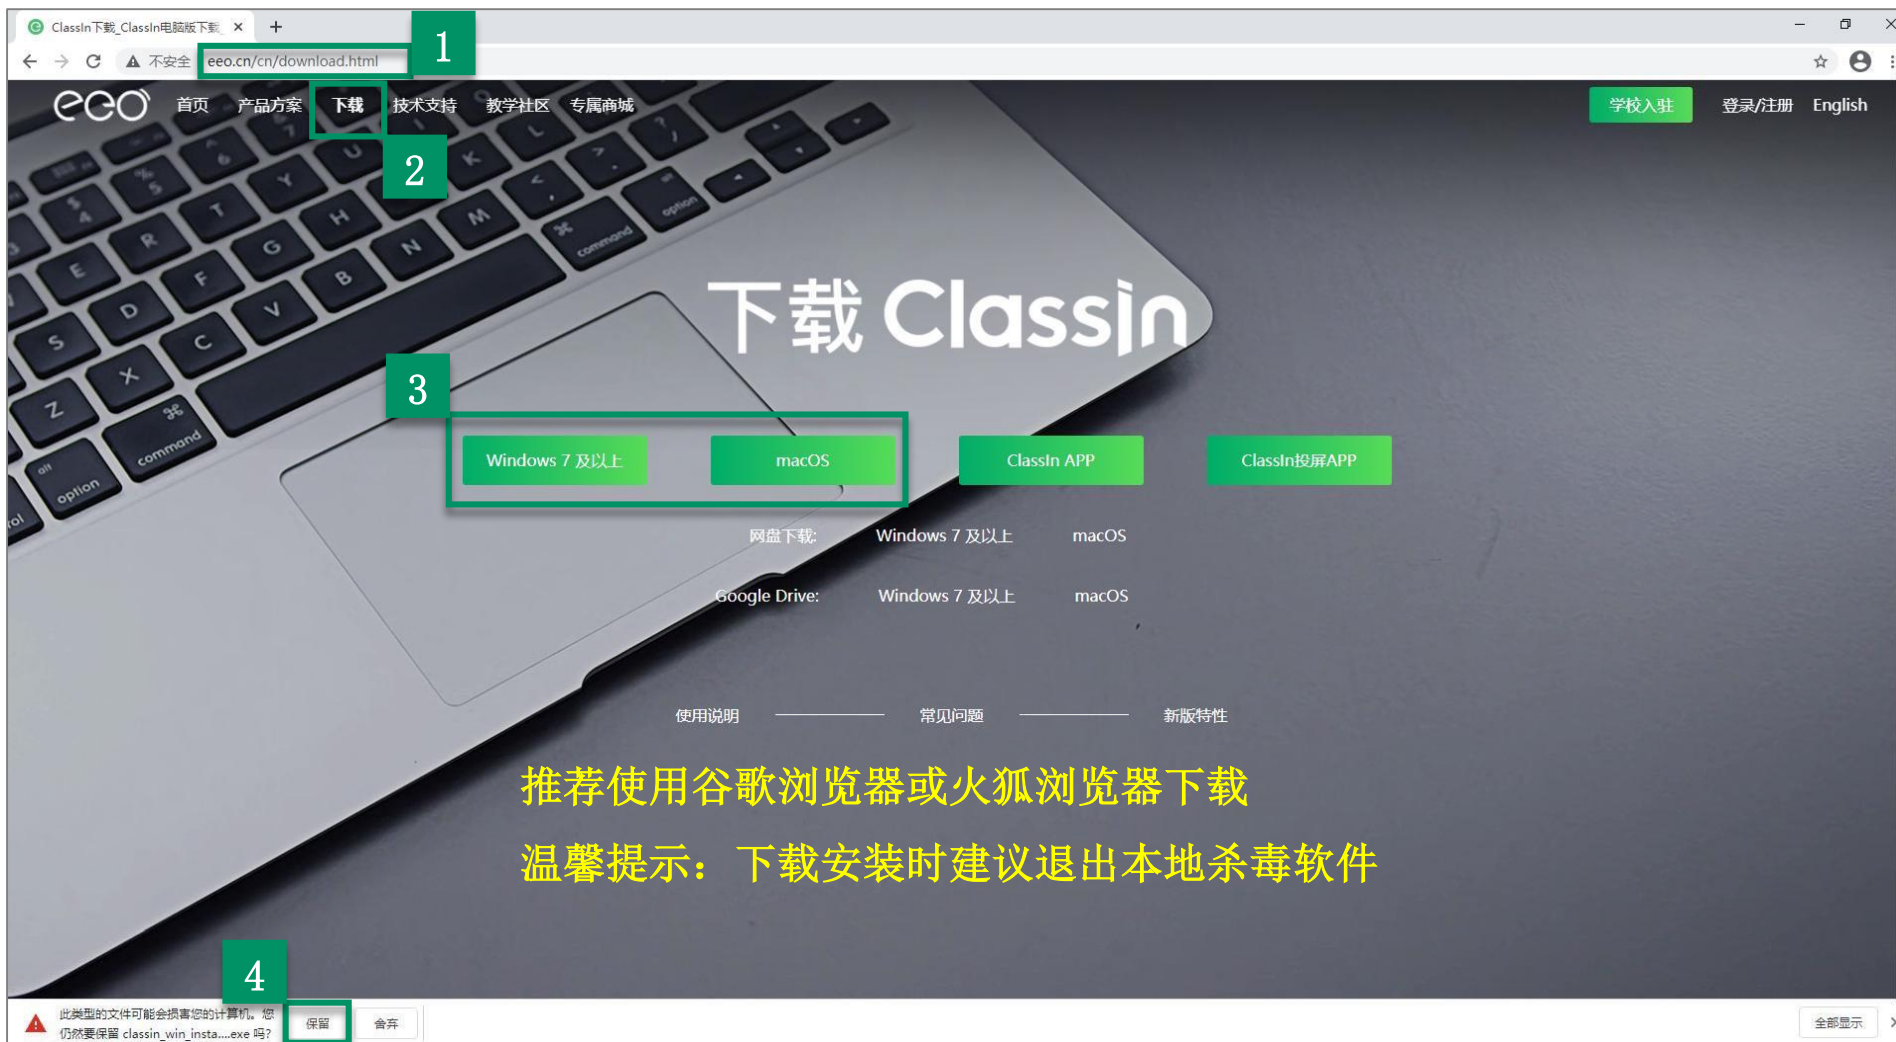 ClassIn下载_ClassIn电脑版下载_
1
不安全 eeo.cn/cn/download.html
eeo 首页 产品方案 下载 技术支持 教学社区 专属商城 学校入驻 登录/注册 English
2
下载 ClassIn
3
Windows 7 及以上 macOS ClassIn APP ClassIn投屏APP
网盘下载: Windows 7 及以上 macOS
Google Drive: Windows 7 及以上 macOS
使用说明 常见问题 新版特性
推荐使用谷歌浏览器或火狐浏览器下载
温馨提示：下载安装时建议退出本地杀毒软件
4
此类型的文件可能会损害您的计算机。您
仍然要保留 classin_win_insta....exe 吗?
保留 舍弃 全部显示